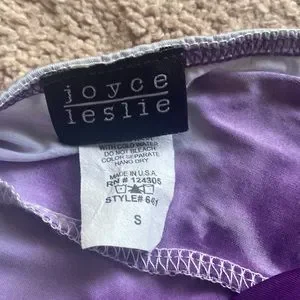 joyce
leslie
WITH COLD WATER
DO NOT BLEACH
COLOR SEPARATE
HANG DRY
MADE IN U.S.A.
RN # 124305
STYLE# 661
S